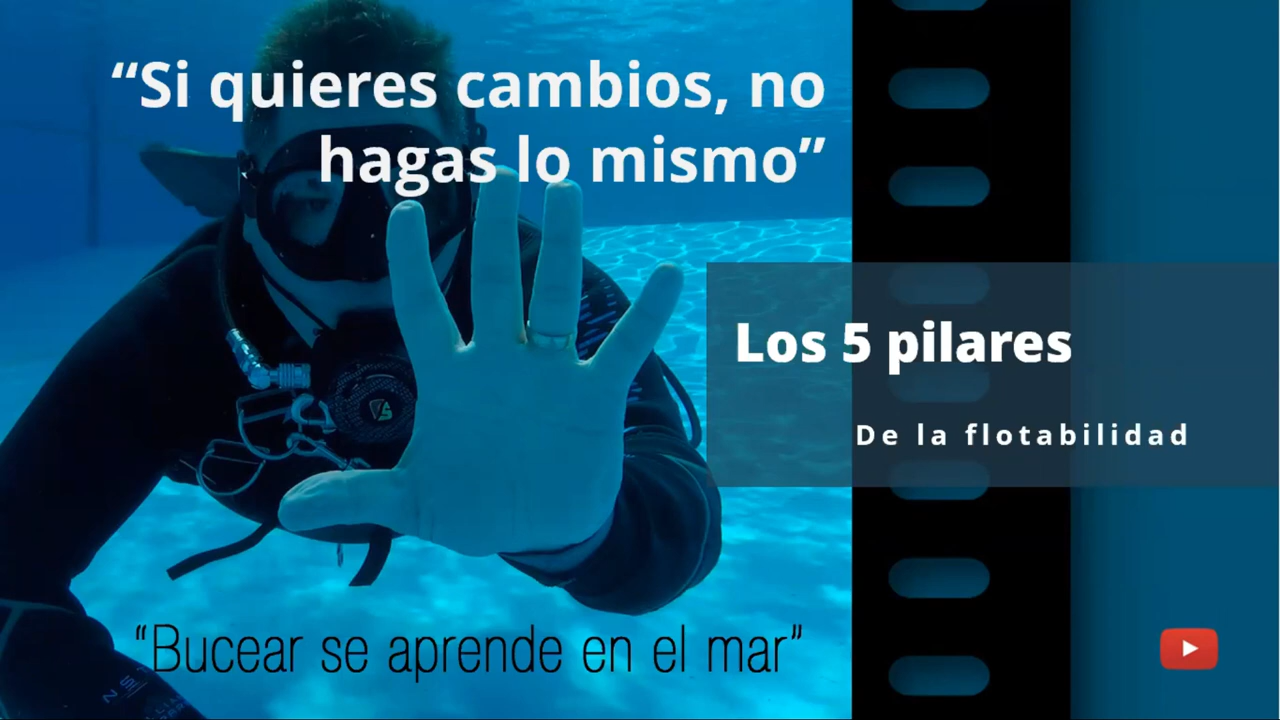 “Si quieres cambios, no
hagas lo mismo”
Los 5 pilares
De la flotabilidad
“Bucear se aprende en el mar”